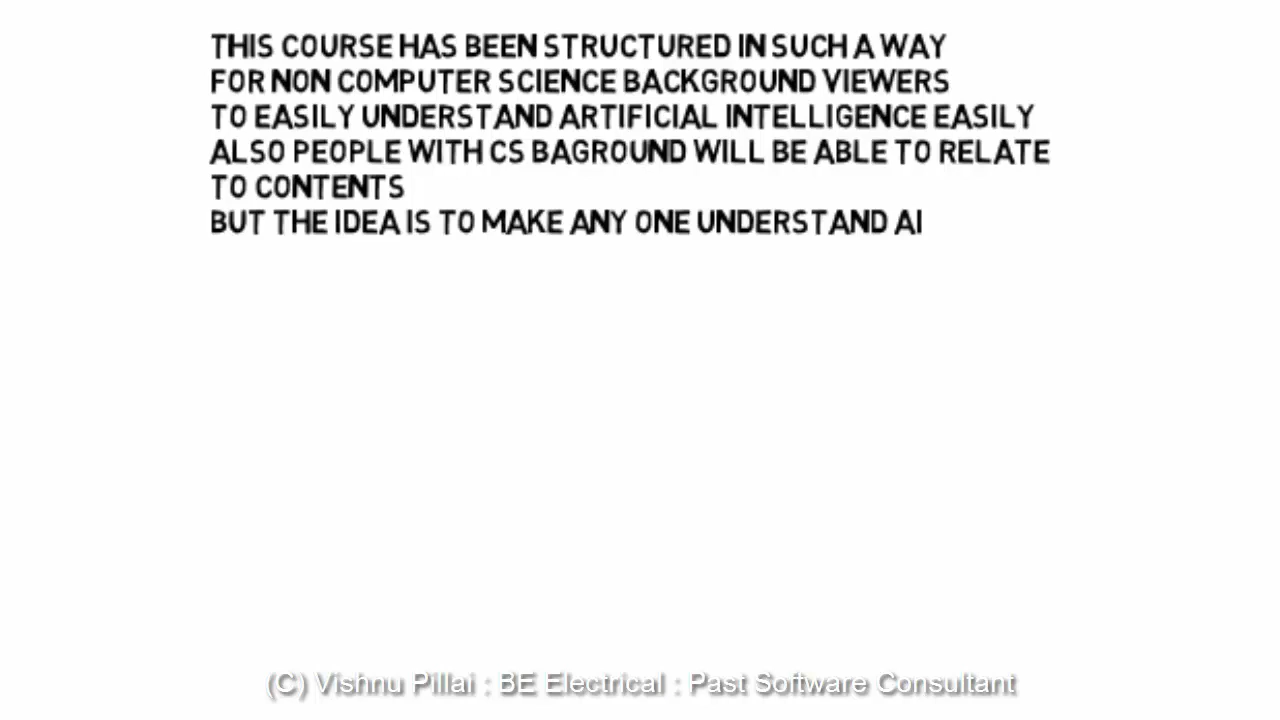 THIS COURSE HAS BEEN STRUCTURED IN SUCH A WAY
FOR NON COMPUTER SCIENCE BACKGROUND VIEWERS
TO EASILY UNDERSTAND ARTIFICIAL INTELLIGENCE EASILY
ALSO PEOPLE WITH CS BAGROUND WILL BE ABLE TO RELATE
TO CONTENTS
BUT THE IDEA IS TO MAKE ANY ONE UNDERSTAND AI
(C) Vishnu Pillai : BE Electrical : Past Software Consultant